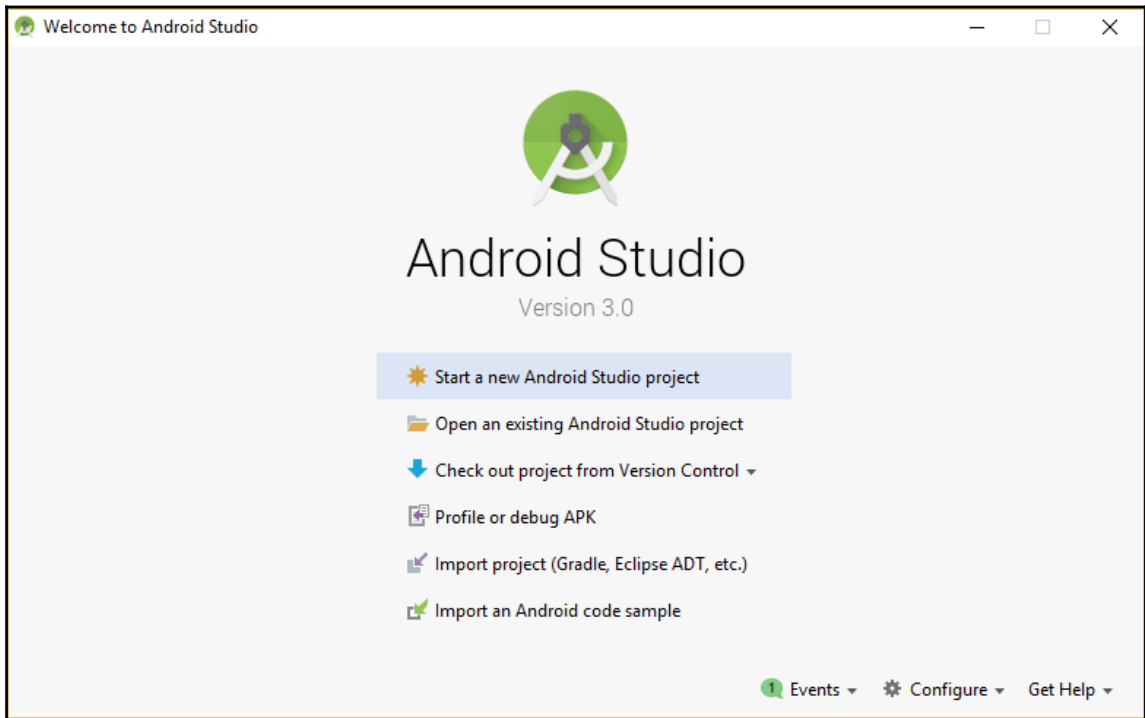 Welcome to Android Studio
Android Studio
Version 3.0
Start a new Android Studio project
Open an existing Android Studio project
Check out project from Version Control
Profile or debug APK
Import project (Gradle, Eclipse ADT, etc.)
Import an Android code sample
1 Events Configure Get Help